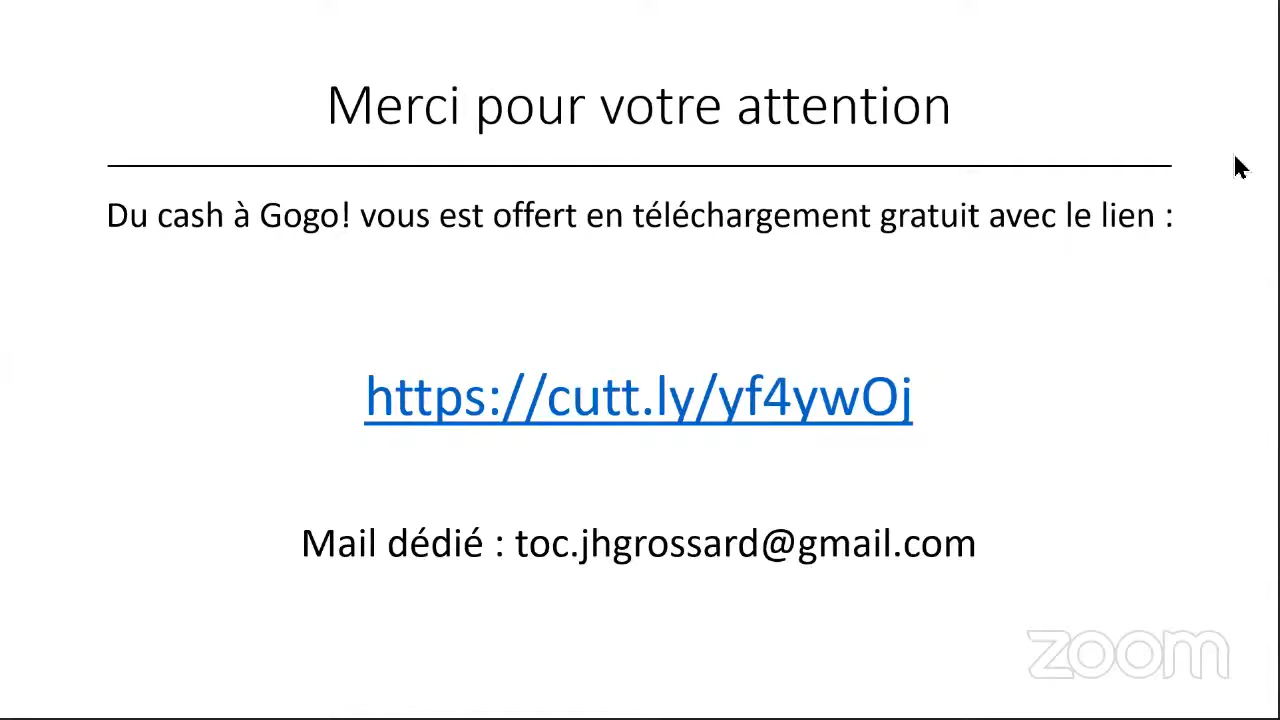 Merci pour votre attention
Du cash à Gogo! vous est offert en téléchargement gratuit avec le lien :
https://cutt.ly/yf4ywOj
Mail dédié : toc.jhgrossard@gmail.com
zoom